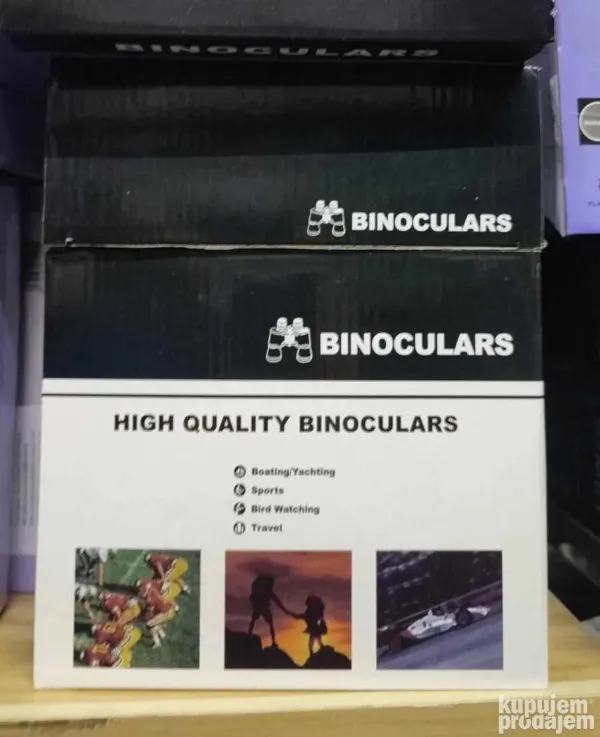 BINOCULARS
BINOCULARS
BINOCULARS
HIGH QUALITY BINOCULARS
Boating/Yachting
Sports
Bird Watching
Travel
kupujem
prodajem